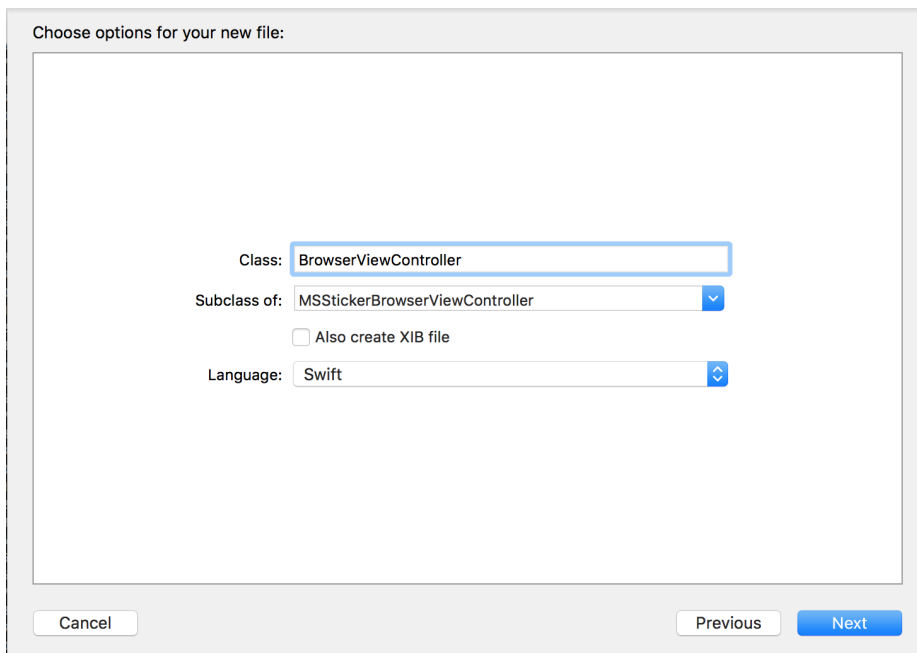 Choose options for your new file:
Class: BrowserViewController
Subclass of: MSStickerBrowserViewController
Also create XIB file
Language: Swift
Cancel Previous Next